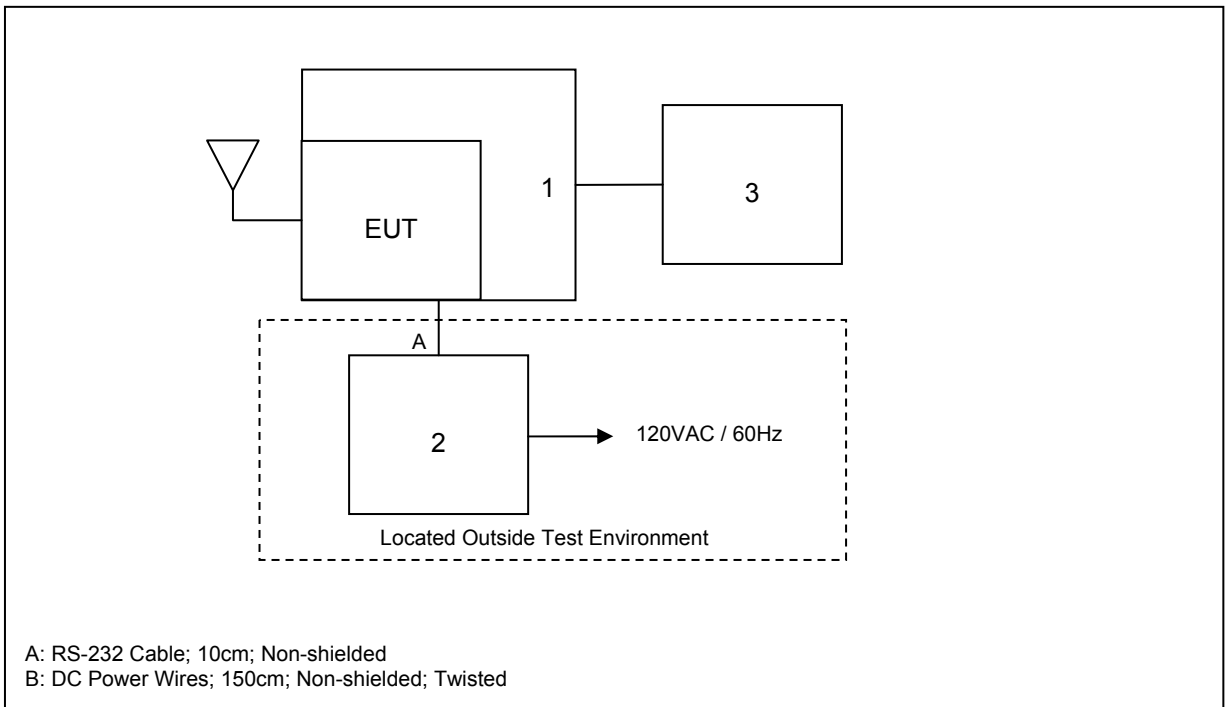 1
3
EUT
A
2
120VAC / 60Hz
Located Outside Test Environment
A: RS-232 Cable; 10cm; Non-shielded
B: DC Power Wires; 150cm; Non-shielded; Twisted